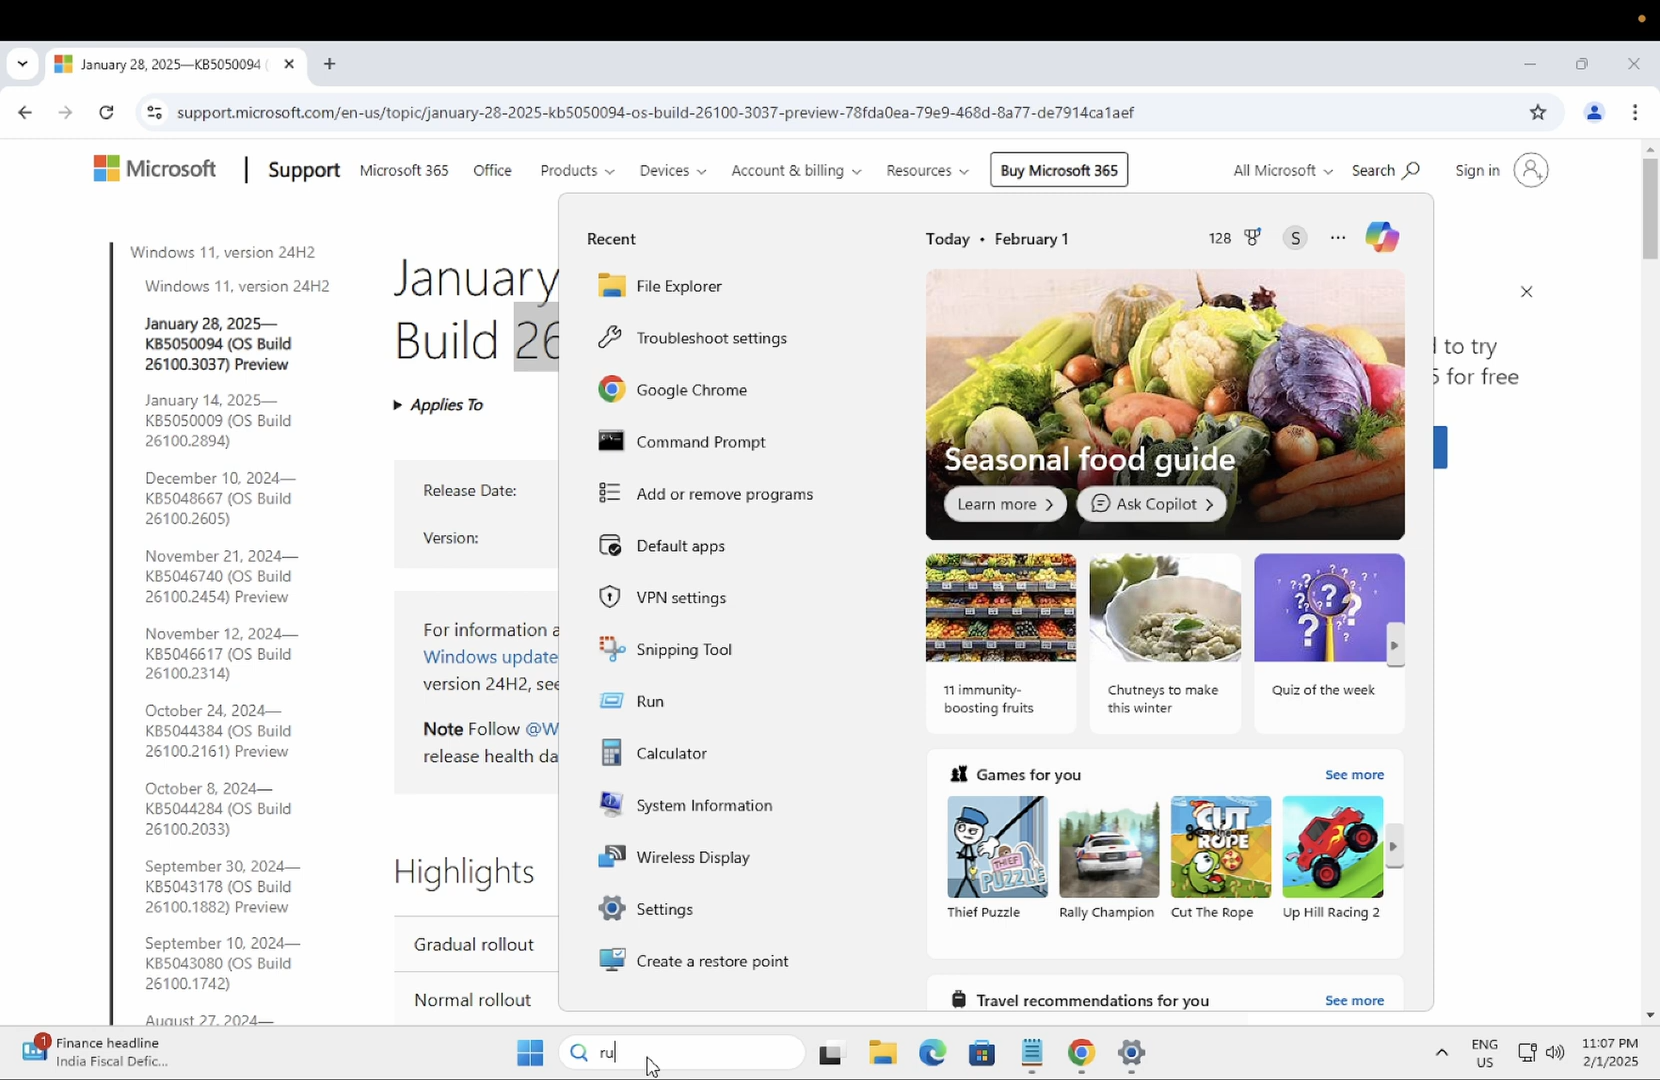 January 28, 2025—KB5050094 (
support.microsoft.com/en-us/topic/january-28-2025-kb5050094-os-build-26100-3037-preview-78fda0ea-79e9-468d-8a77-de7914ca1aef
Microsoft | Support Microsoft 365 Office Products Devices Account & billing Resources Buy Microsoft 365 All Microsoft Search Sign in
Windows 11, version 24H2
Windows 11, version 24H2
January 28, 2025—
KB5050094 (OS Build
26100.3037) Preview
January 14, 2025—
KB5050009 (OS Build
26100.2894)
December 10, 2024—
KB5048667 (OS Build
26100.2605)
November 21, 2024—
KB5046740 (OS Build
26100.2454) Preview
November 12, 2024—
KB5046617 (OS Build
26100.2314)
October 24, 2024—
KB5044384 (OS Build
26100.2161) Preview
October 8, 2024—
KB5044284 (OS Build
26100.2033)
September 30, 2024—
KB5043178 (OS Build
26100.1882) Preview
September 10, 2024—
KB5043080 (OS Build
26100.1742)
August 27, 2024—
January
Build 26
Applies To
Release Date:
Version:
For information a
Windows update
version 24H2, see
Note Follow @W
release health da
Highlights
Gradual rollout
Normal rollout
Recent
File Explorer
Troubleshoot settings
Google Chrome
Command Prompt
Add or remove programs
Default apps
VPN settings
Snipping Tool
Run
Calculator
System Information
Wireless Display
Settings
Create a restore point
Today • February 1
128
S
Seasonal food guide
Learn more
Ask Copilot
11 immunity-
boosting fruits
Chutneys to make
this winter
Quiz of the week
Games for you See more
THIEF
PUZZLE
CUT
THE
ROPE
Thief Puzzle Rally Champion Cut The Rope Up Hill Racing 2
Travel recommendations for you See more
d to try
5 for free
1
Finance headline
India Fiscal Defic...
ru
ENG
US
11:07 PM
2/1/2025